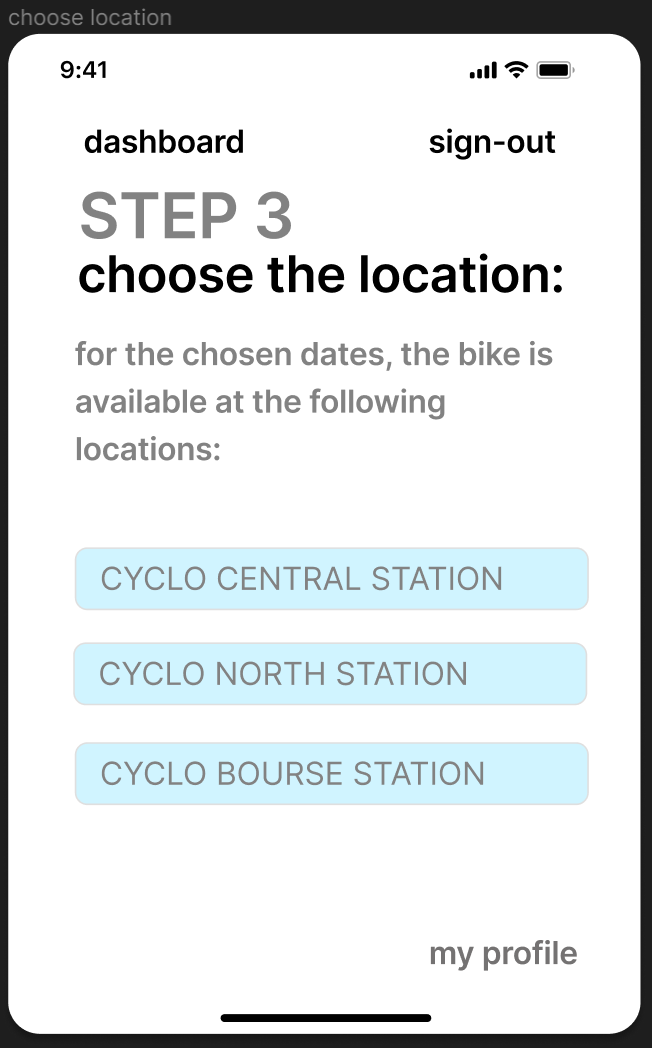 choose location
9:41
dashboard sign-out
STEP 3
choose the location:
for the chosen dates, the bike is
available at the following
locations:
CYCLO CENTRAL STATION
CYCLO NORTH STATION
CYCLO BOURSE STATION
my profile